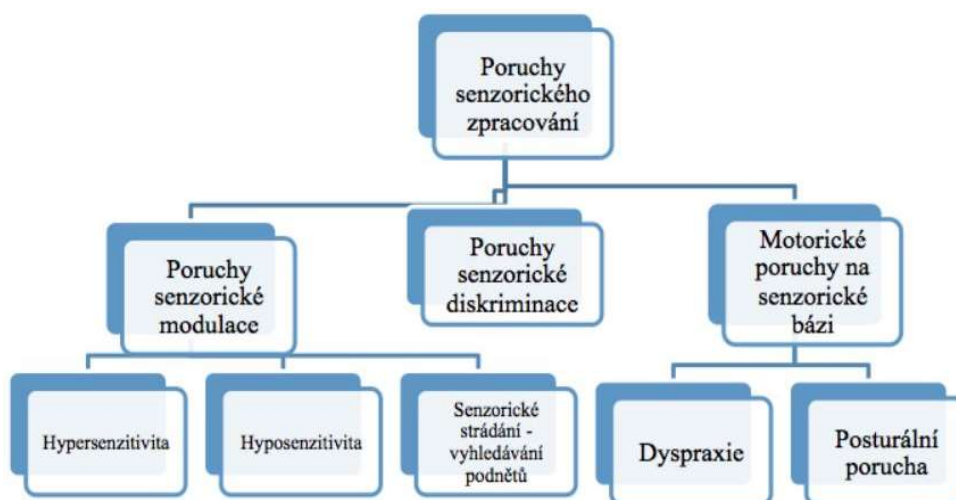 Poruchy
senzorického
zpracování
Poruchy
senzorické
modulace
Poruchy
senzorické
diskriminace
Motorické
poruchy na
senzorické
bázi
Hypersenzitivita
Hyposenzitivita
Senzorické
strádání -
vyhledávání
podnětů
Dyspraxie
Posturální
porucha